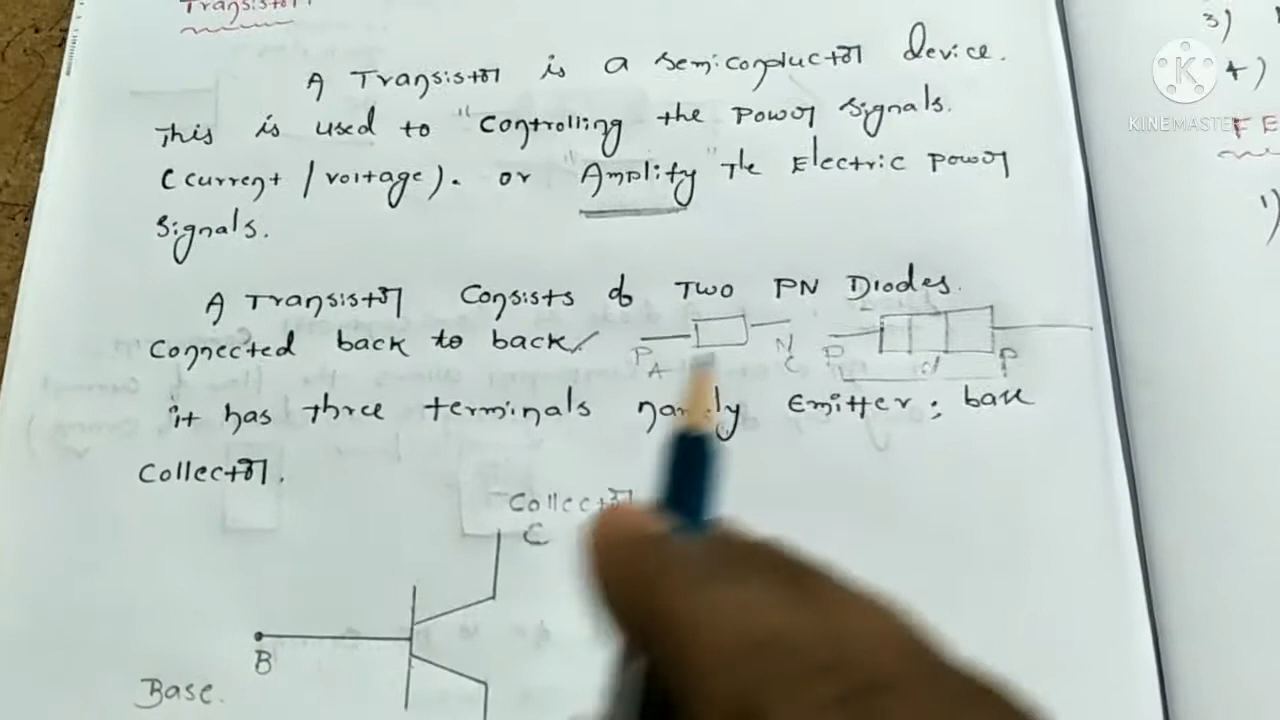 Transistor
A Transistor is a semiconductor device.
This is used to "controlling the power signals.
(current / voltage). or "Amplify" The Electric power
signals.
A Transistor Consists of Two PN Diodes.
Connected back to back
P A N C P P
it has three terminals namely Emitter; base
Collector.
Collector
C
B
Base.
3)
4)
FE
1)
K
KINEMASTER